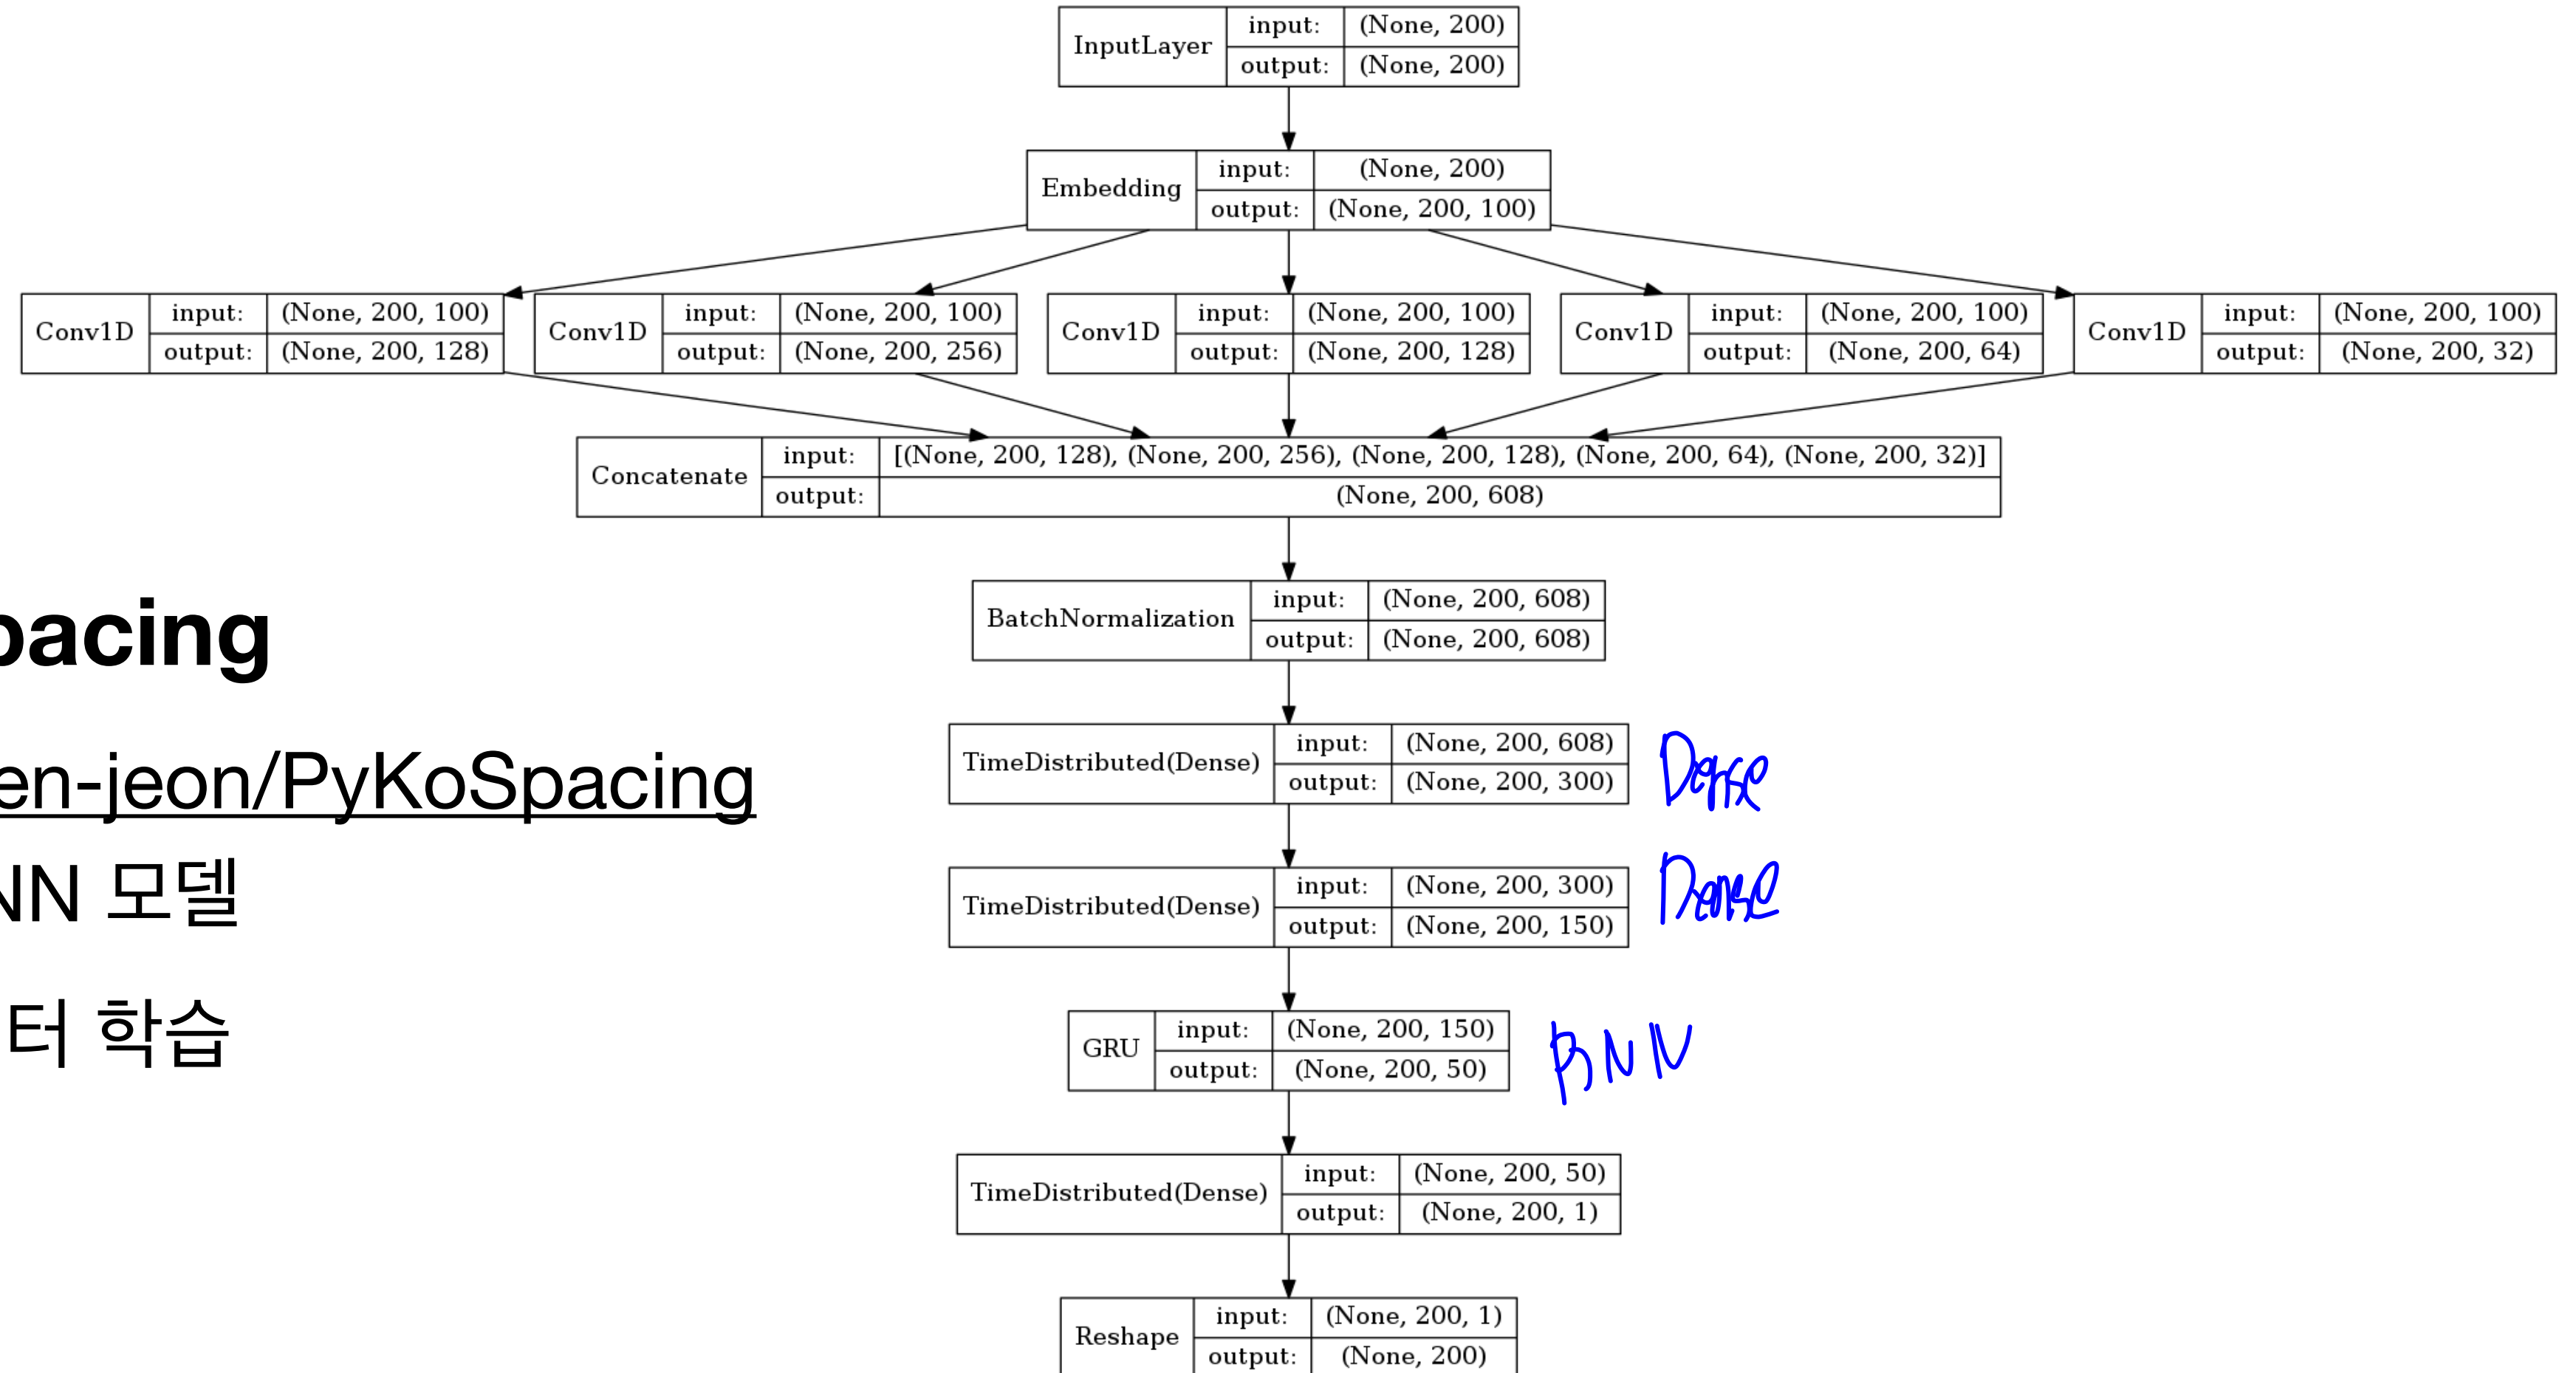 InputLayer
input: (None, 200)
output: (None, 200)
Embedding
input: (None, 200)
output: (None, 200, 100)
Conv1D
input: (None, 200, 100)
output: (None, 200, 128)
Conv1D
input: (None, 200, 100)
output: (None, 200, 256)
Conv1D
input: (None, 200, 100)
output: (None, 200, 128)
Conv1D
input: (None, 200, 100)
output: (None, 200, 64)
Conv1D
input: (None, 200, 100)
output: (None, 200, 32)
Concatenate
input: [(None, 200, 128), (None, 200, 256), (None, 200, 128), (None, 200, 64), (None, 200, 32)]
output: (None, 200, 608)
BatchNormalization
input: (None, 200, 608)
output: (None, 200, 608)
pacing
en-jeon/PyKoSpacing
NN 모델
터 학습
TimeDistributed(Dense)
input: (None, 200, 608)
output: (None, 200, 300)
Dense
TimeDistributed(Dense)
input: (None, 200, 300)
output: (None, 200, 150)
Dense
GRU
input: (None, 200, 150)
output: (None, 200, 50)
RNN
TimeDistributed(Dense)
input: (None, 200, 50)
output: (None, 200, 1)
Reshape
input: (None, 200, 1)
output: (None, 200)